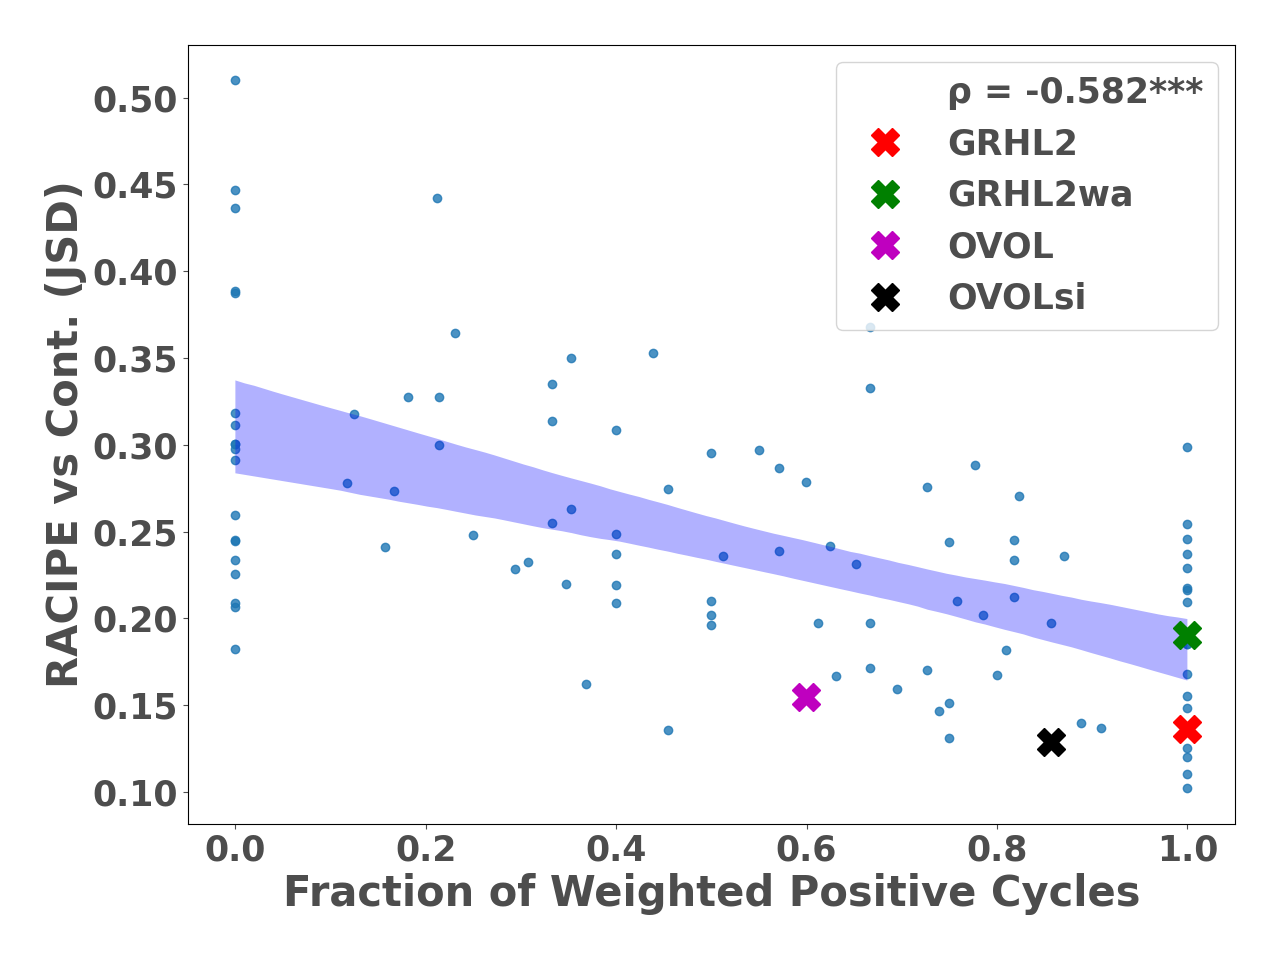 ρ = -0.582***
GRHL2
GRHL2wa
OVOL
OVOLsi
RACIPE vs Cont. (JSD)
0.50
0.45
0.40
0.35
0.30
0.25
0.20
0.15
0.10
0.0 0.2 0.4 0.6 0.8 1.0
Fraction of Weighted Positive Cycles